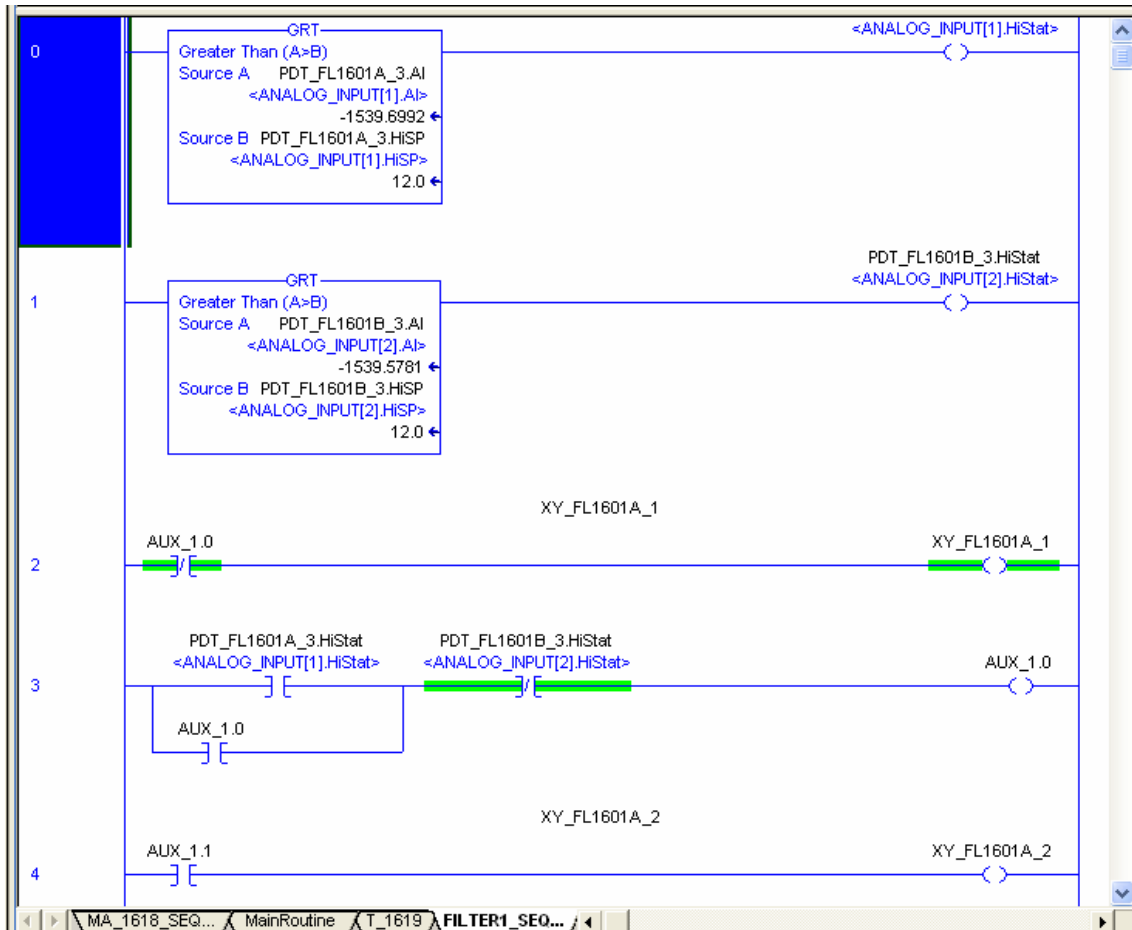 <ANALOG_INPUT[1].HiStat>
0
GRT
Greater Than (A>B)
Source A PDT_FL1601A_3.AI
<ANALOG_INPUT[1].AI>
-1539.6992
Source B PDT_FL1601A_3.HiSP
<ANALOG_INPUT[1].HiSP>
12.0
PDT_FL1601B_3.HiStat
<ANALOG_INPUT[2].HiStat>
1
GRT
Greater Than (A>B)
Source A PDT_FL1601B_3.AI
<ANALOG_INPUT[2].AI>
-1539.5781
Source B PDT_FL1601B_3.HiSP
<ANALOG_INPUT[2].HiSP>
12.0
XY_FL1601A_1
AUX_1.0 XY_FL1601A_1
2
PDT_FL1601A_3.HiStat PDT_FL1601B_3.HiStat
<ANALOG_INPUT[1].HiStat> <ANALOG_INPUT[2].HiStat> AUX_1.0
3
AUX_1.0
XY_FL1601A_2
AUX_1.1 XY_FL1601A_2
4
MA_1618_SEQ... MainRoutine T_1619 FILTER1_SEQ...